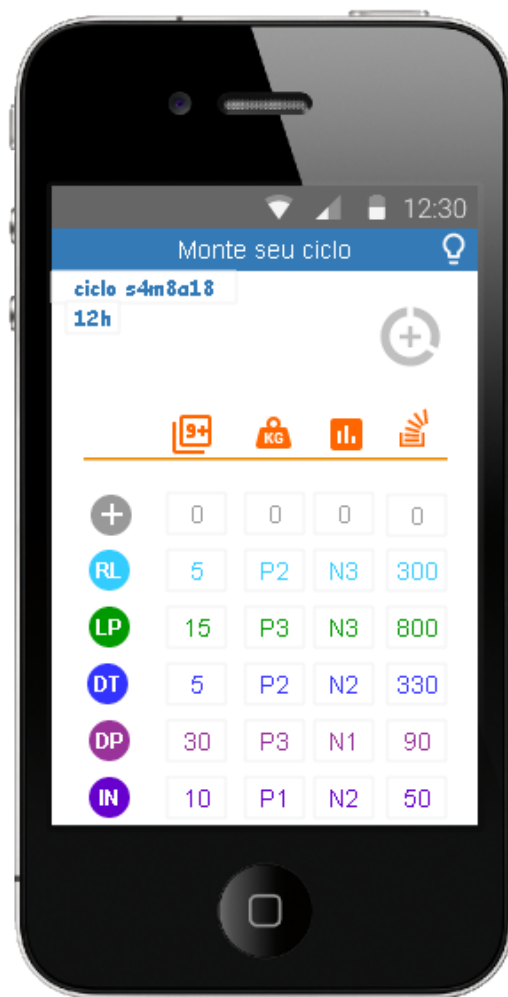 12:30
Monte seu ciclo
ciclo s4m8a18
12h
9+ KG
0 0 0 0
RL 5 P2 N3 300
LP 15 P3 N3 800
DT 5 P2 N2 330
DP 30 P3 N1 90
IN 10 P1 N2 50